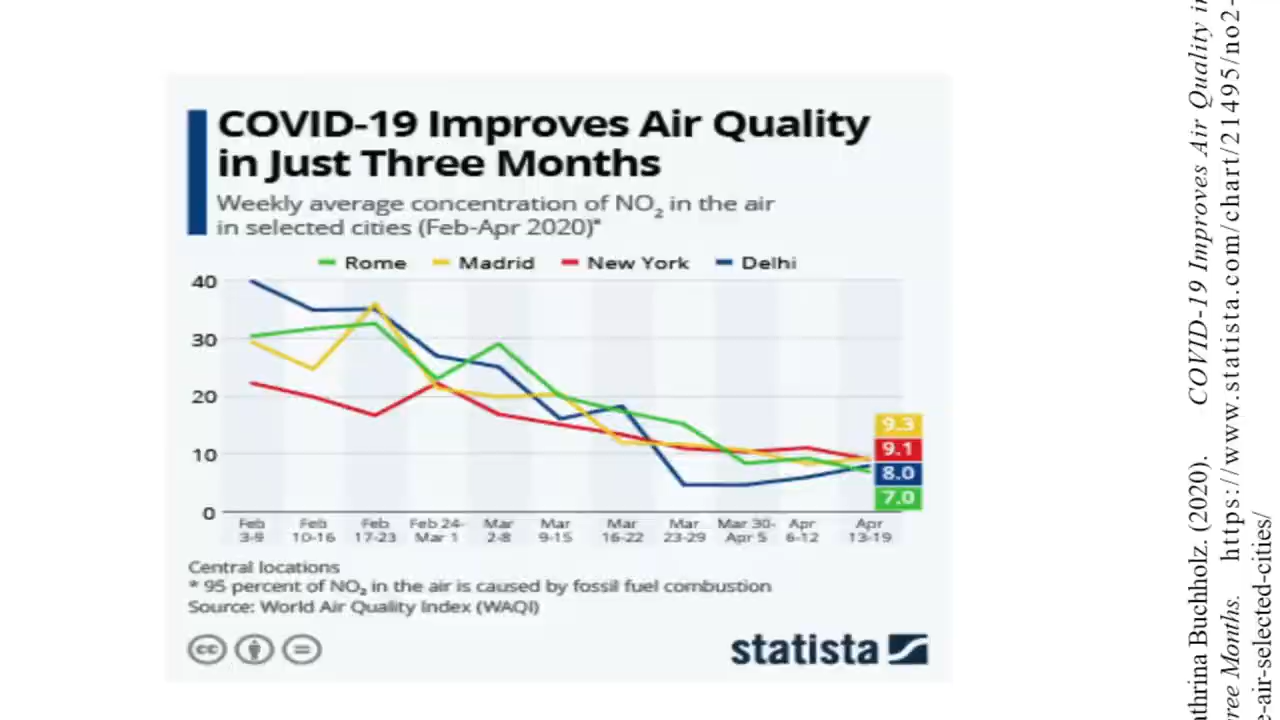 COVID-19 Improves Air Quality
in Just Three Months
Weekly average concentration of NO₂ in the air
in selected cities (Feb-Apr 2020)*
Rome Madrid New York Delhi
40
30
20
10
0
9.3
9.1
8.0
7.0
Feb 3-9
Feb 10-16
Feb 17-23
Feb 24- Mar 1
Mar 2-8
Mar 9-15
Mar 16-22
Mar 23-29
Mar 30- Apr 5
Apr 6-12
Apr 13-19
Central locations
* 95 percent of NO₂ in the air is caused by fossil fuel combustion
Source: World Air Quality Index (WAQI)
cc
statista
Buchholz. (2020). COVID-19 Improves Air Quality
Months. https://www.statista.com/chart/21495/no2-
e-air-selected-cities/